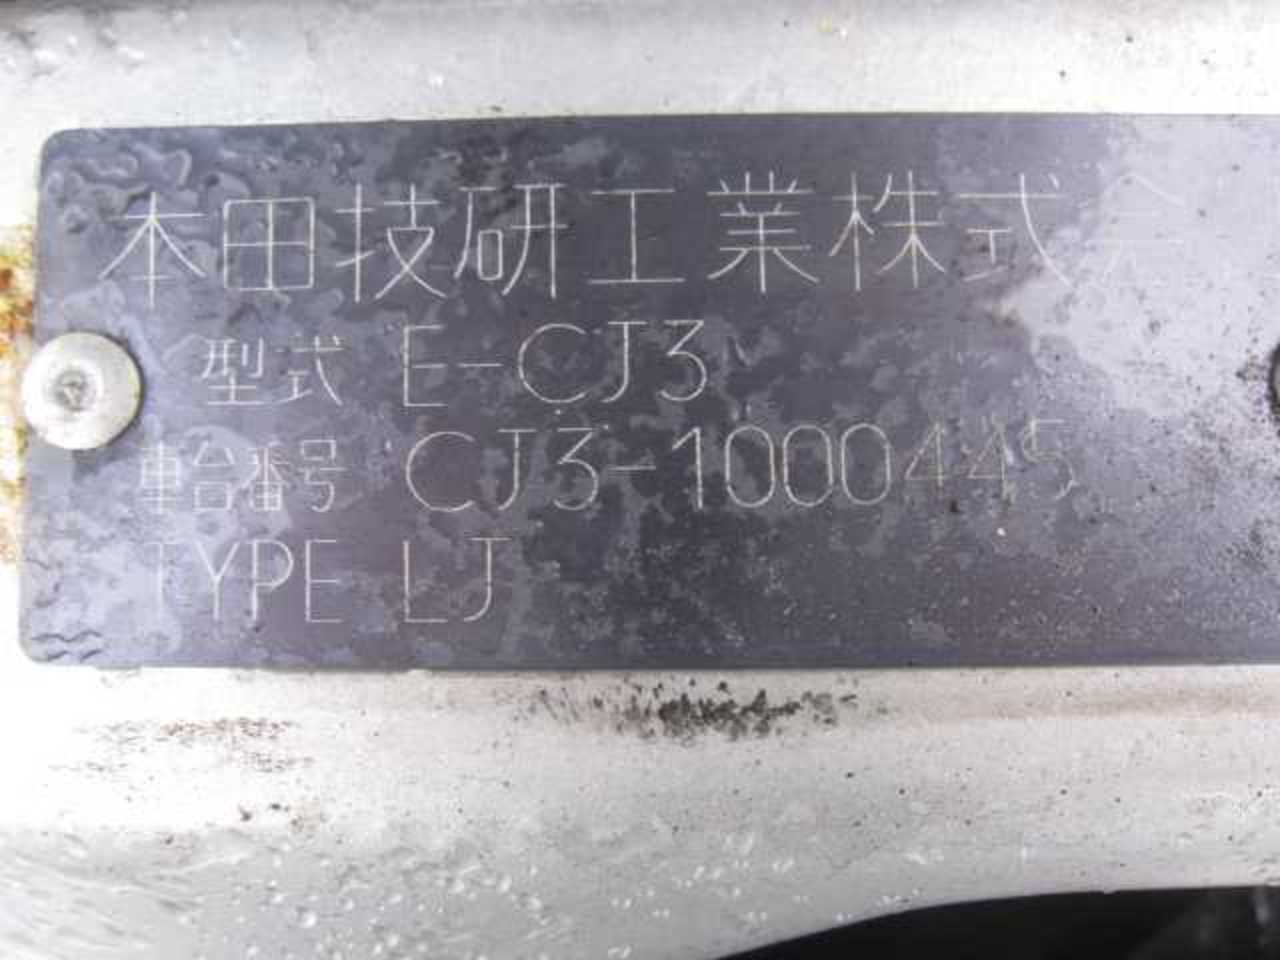 本田技研工業株式会
型式 E-CJ3
車台番号 CJ3-1000445
TYPE LJ